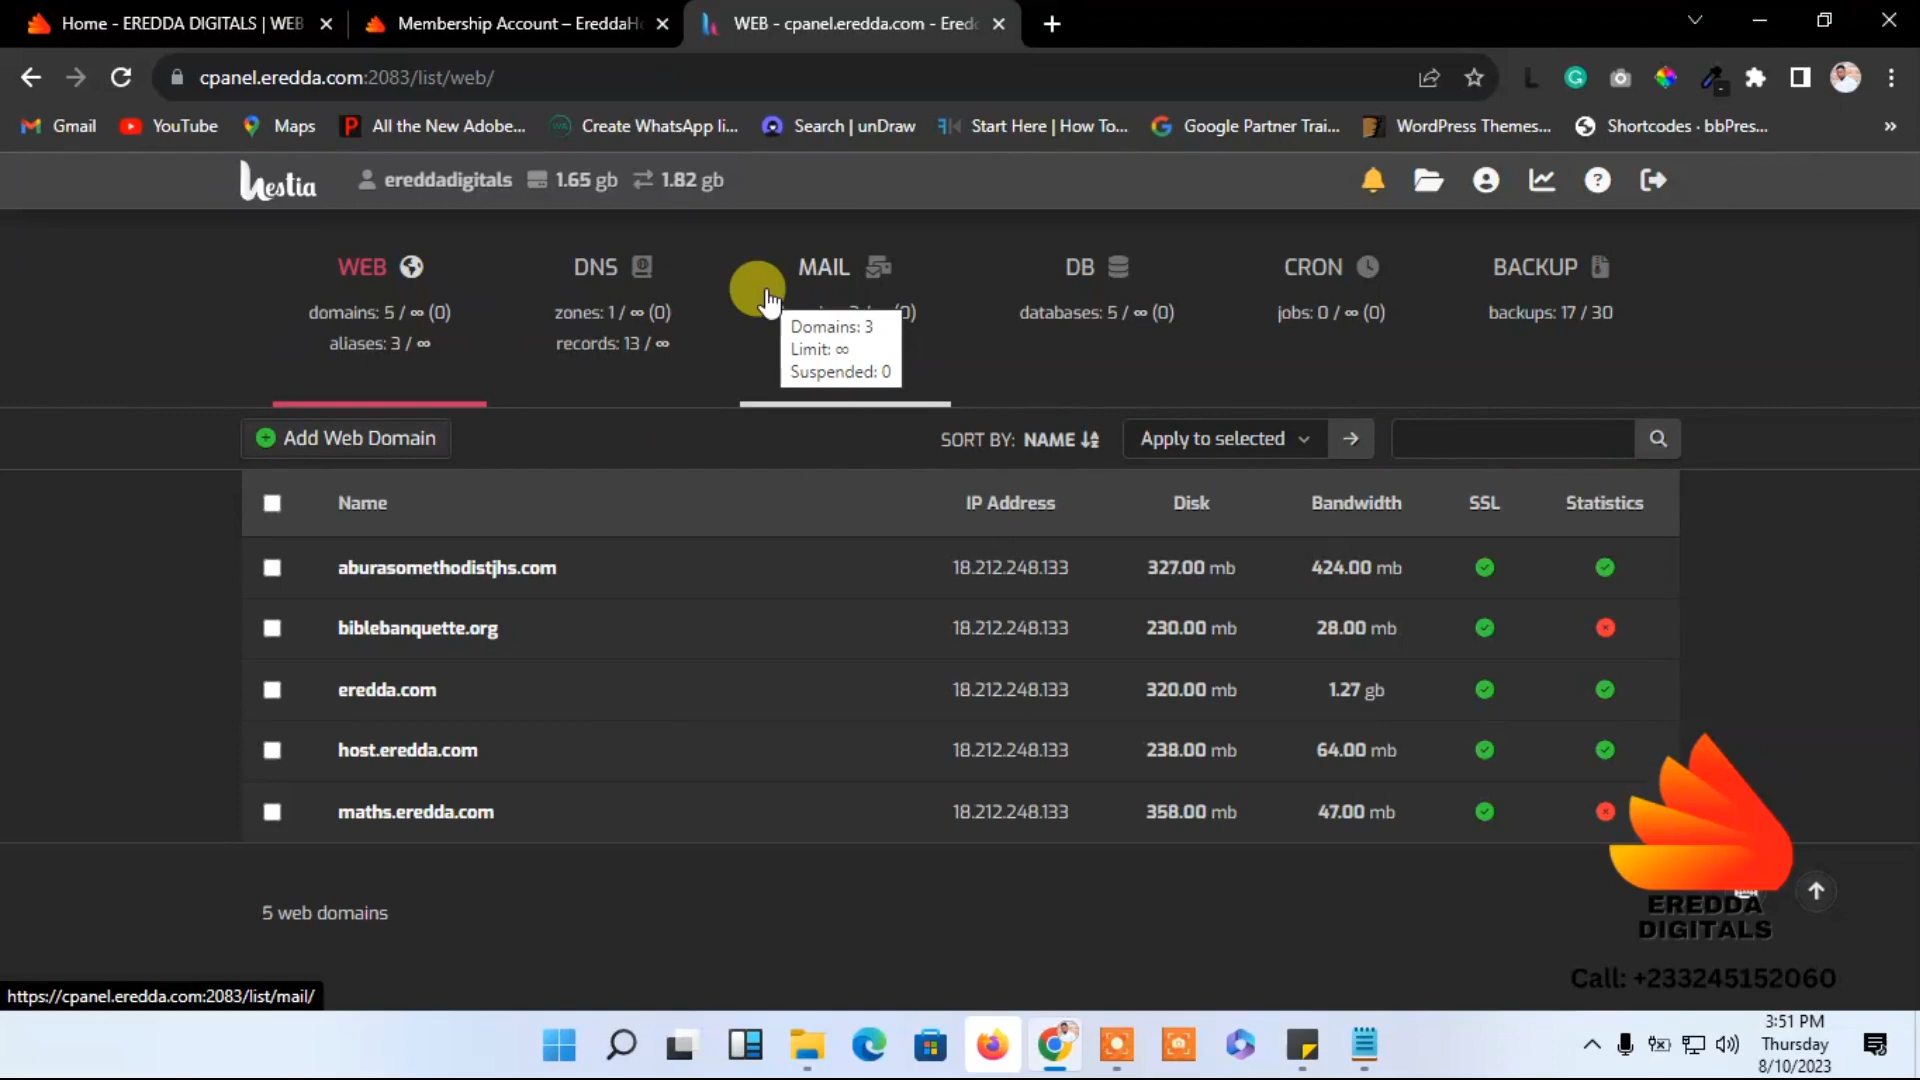 Home - EREDDA DIGITALS | WEB
Membership Account – EreddaH
WEB - cpanel.eredda.com - Ered
cpanel.eredda.com:2083/list/web/
Gmail
YouTube
Maps
All the New Adobe...
Create WhatsApp li...
Search | unDraw
Start Here | How To...
Google Partner Trai...
WordPress Themes...
Shortcodes · bbPres...
»
hestia
ereddadigitals
1.65 gb
1.82 gb
WEB
domains: 5 / ∞ (0)
aliases: 3 / ∞
DNS
zones: 1 / ∞ (0)
records: 13 / ∞
MAIL
Domains: 3
Limit: ∞
Suspended: 0
DB
databases: 5 / ∞ (0)
CRON
jobs: 0 / ∞ (0)
BACKUP
backups: 17 / 30
Add Web Domain
SORT BY: NAME
Apply to selected
Name IP Address Disk Bandwidth SSL Statistics
aburasomethodistjhs.com 18.212.248.133 327.00 mb 424.00 mb
biblebanquette.org 18.212.248.133 230.00 mb 28.00 mb
eredda.com 18.212.248.133 320.00 mb 1.27 gb
host.eredda.com 18.212.248.133 238.00 mb 64.00 mb
maths.eredda.com 18.212.248.133 358.00 mb 47.00 mb
5 web domains
EREDDA
DIGITALS
Call: +233245152060
https://cpanel.eredda.com:2083/list/mail/
3:51 PM
Thursday
8/10/2023